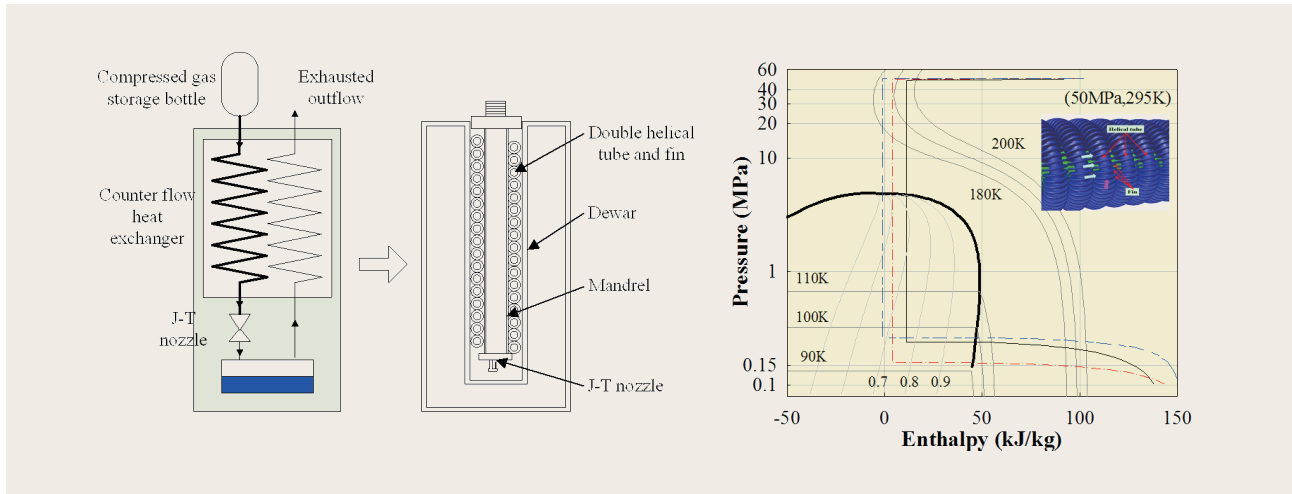 Compressed gas
storage bottle
Exhausted
outflow
Counter flow
heat
exchanger
J-T
nozzle
Double helical
tube and fin
Dewar
Mandrel
J-T nozzle
Pressure (MPa)
60
40
30
20
10
1
0.15
0.1
(50MPa,295K)
Helical tube
Fin
200K
180K
110K
100K
90K
0.7
0.8
0.9
-50
0
50
100
150
Enthalpy (kJ/kg)